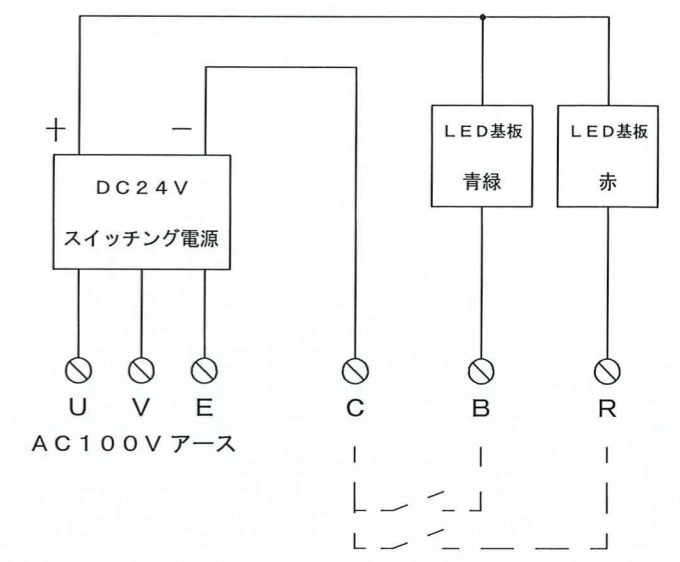 + −
LED基板 LED基板
青緑 赤
DC24V
スイッチング電源
U V E C B R
AC100V アース